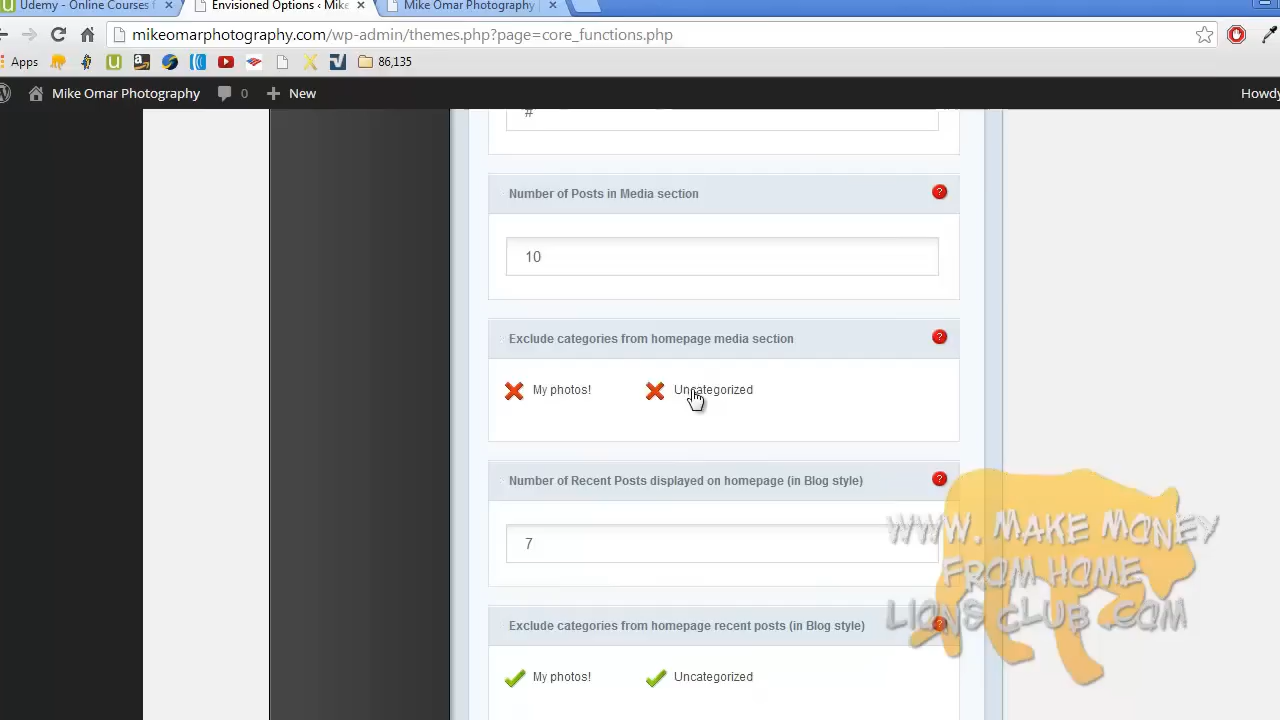 Udemy - Online Courses f
Envisioned Options ‹ Mike
Mike Omar Photography
mikeomarphotography.com/wp-admin/themes.php?page=core_functions.php
Apps
86,135
Mike Omar Photography
0
New
Howdy
#
Number of Posts in Media section
?
10
Exclude categories from homepage media section
?
My photos!
Uncategorized
Number of Recent Posts displayed on homepage (in Blog style)
?
7
WWW. MAKE MONEY
FROM HOME
LIONS CLUB .COM
Exclude categories from homepage recent posts (in Blog style)
?
My photos!
Uncategorized